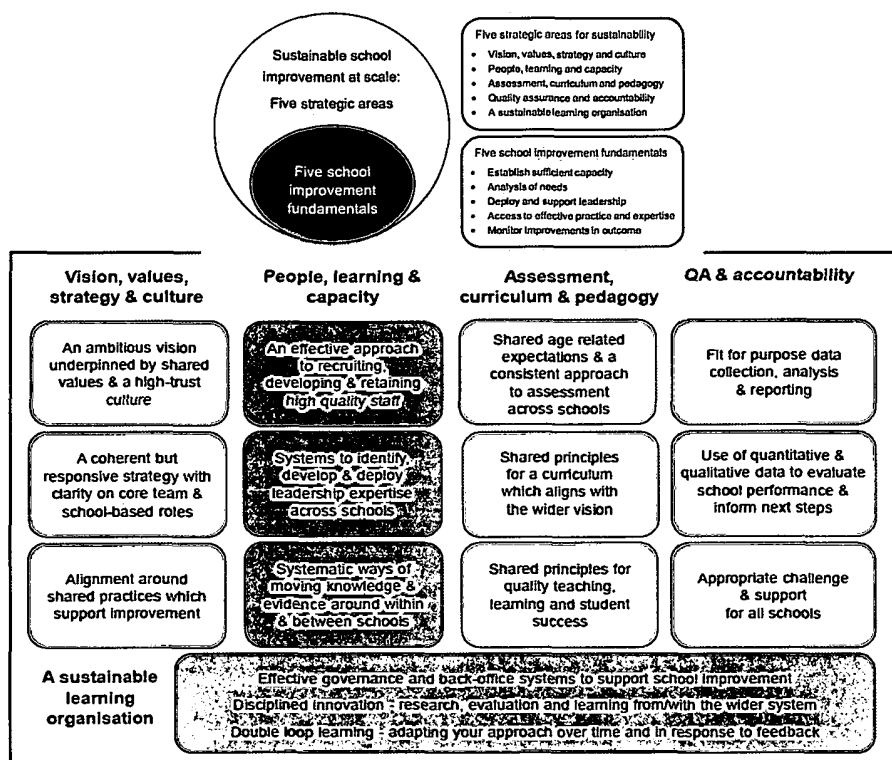 Sustainable school
improvement at scale:
Five strategic areas
Five school
improvement
fundamentals
Five strategic areas for sustainability
• Vision, values, strategy and culture
• People, learning and capacity
• Assessment, curriculum and pedagogy
• Quality assurance and accountability
• A sustainable learning organisation
Five school improvement fundamentals
• Establish sufficient capacity
• Analysis of needs
• Deploy and support leadership
• Access to effective practice and expertise
• Monitor improvements in outcome
Vision, values,
strategy & culture
An ambitious vision
underpinned by shared
values & a high-trust
culture
A coherent but
responsive strategy with
clarity on core team &
school-based roles
Alignment around
shared practices which
support improvement
People, learning &
capacity
An effective approach
to recruiting,
developing & retaining
high quality staff
Systems to identify,
develop & deploy
leadership expertise
across schools
Systematic ways of
moving knowledge &
evidence around within
& between schools
Assessment,
curriculum & pedagogy
Shared age related
expectations & a
consistent approach
to assessment
across schools
Shared principles
for a curriculum
which aligns with
the wider vision
Shared principles for
quality teaching,
learning and student
success
QA & accountability
Fit for purpose data
collection, analysis
& reporting
Use of quantitative &
qualitative data to evaluate
school performance &
inform next steps
Appropriate challenge
& support
for all schools
A sustainable
learning
organisation
Effective governance and back-office systems to support school improvement
Disciplined innovation - research, evaluation and learning from/with the wider system
Double loop learning - adapting your approach over time and in response to feedback